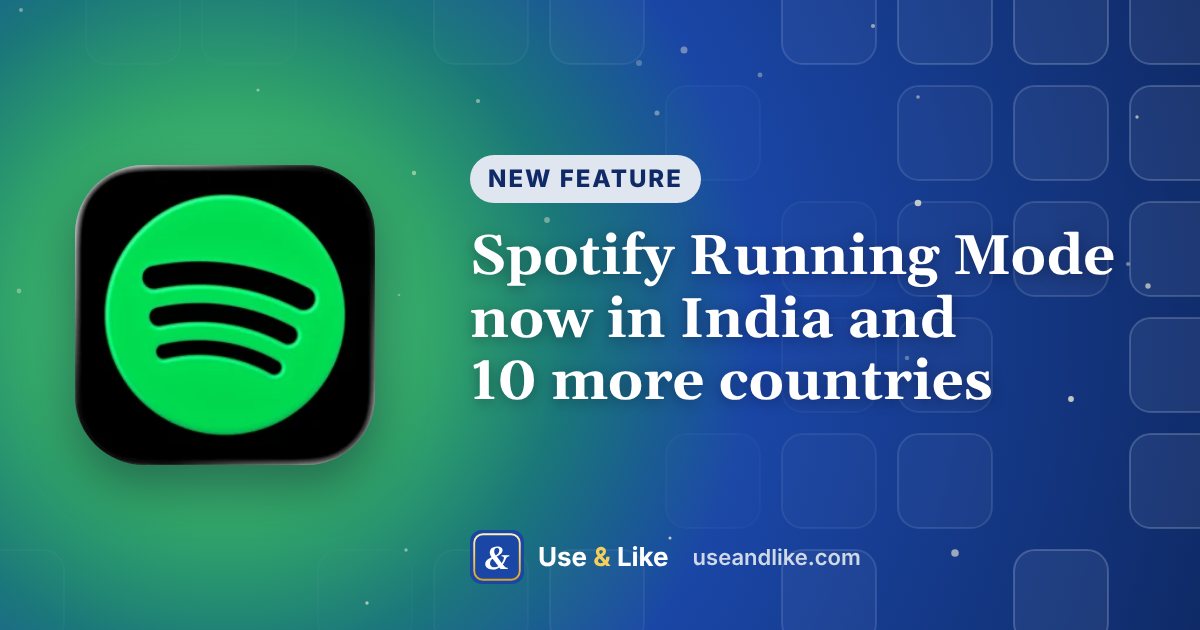 NEW FEATURE
Spotify Running Mode
now in India and
10 more countries
& Use & Like useandlike.com